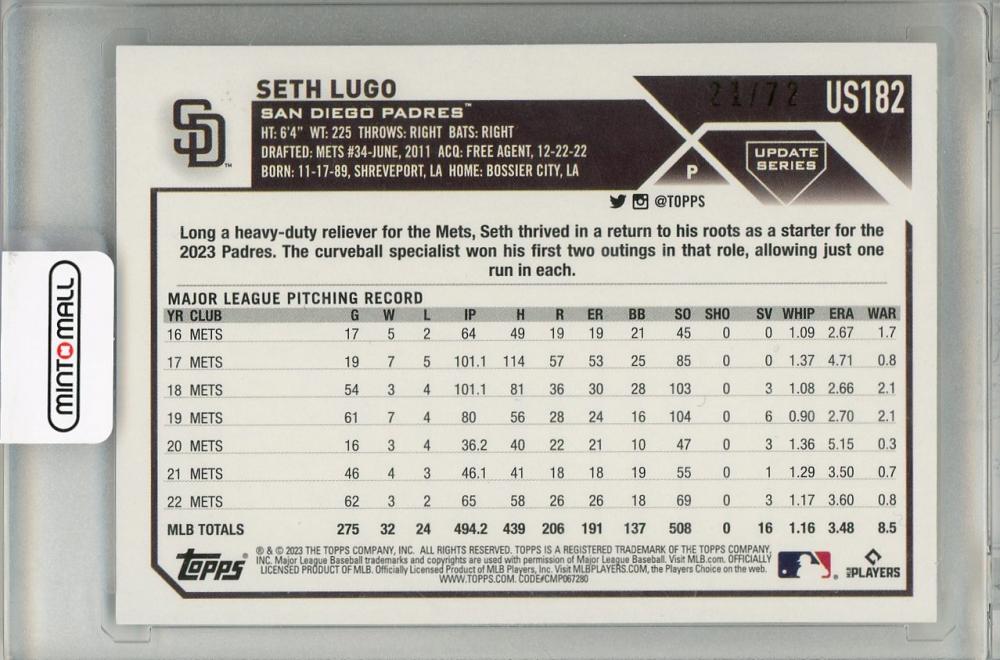 SETH LUGO
21/72
US182
SD™
SAN DIEGO PADRES™
HT: 6'4" WT: 225 THROWS: RIGHT BATS: RIGHT
DRAFTED: METS #34-JUNE, 2011 ACQ: FREE AGENT, 12-22-22
BORN: 11-17-89, SHREVEPORT, LA HOME: BOSSIER CITY, LA
P
UPDATE
SERIES
@TOPPS
Long a heavy-duty reliever for the Mets, Seth thrived in a return to his roots as a starter for the
2023 Padres. The curveball specialist won his first two outings in that role, allowing just one
run in each.
MINTOMALL
MAJOR LEAGUE PITCHING RECORD
YR CLUB G W L IP H R ER BB SO SHO SV WHIP ERA WAR
16 METS 17 5 2 64 49 19 19 21 45 0 0 1.09 2.67 1.7
17 METS 19 7 5 101.1 114 57 53 25 85 0 0 1.37 4.71 0.8
18 METS 54 3 4 101.1 81 36 30 28 103 0 3 1.08 2.66 2.1
19 METS 61 7 4 80 56 28 24 16 104 0 6 0.90 2.70 2.1
20 METS 16 3 4 36.2 40 22 21 10 47 0 3 1.36 5.15 0.3
21 METS 46 4 3 46.1 41 18 18 19 55 0 1 1.29 3.50 0.7
22 METS 62 3 2 65 58 26 26 18 69 0 3 1.17 3.60 0.8
MLB TOTALS 275 32 24 494.2 439 206 191 137 508 0 16 1.16 3.48 8.5
TOPPS®
® & © 2023 THE TOPPS COMPANY, INC. ALL RIGHTS RESERVED. TOPPS IS A REGISTERED TRADEMARK OF THE TOPPS COMPANY,
INC. Major League Baseball trademarks and copyrights are used with permission of Major League Baseball. Visit MLB.com. OFFICIALLY
LICENSED PRODUCT OF MLB. Officially Licensed Product of MLB Players, Inc. Visit MLBPLAYERS.COM, the Players Choice on the web.
WWW.TOPPS.COM. CODE#CMP067280
®
MLB PLAYERS